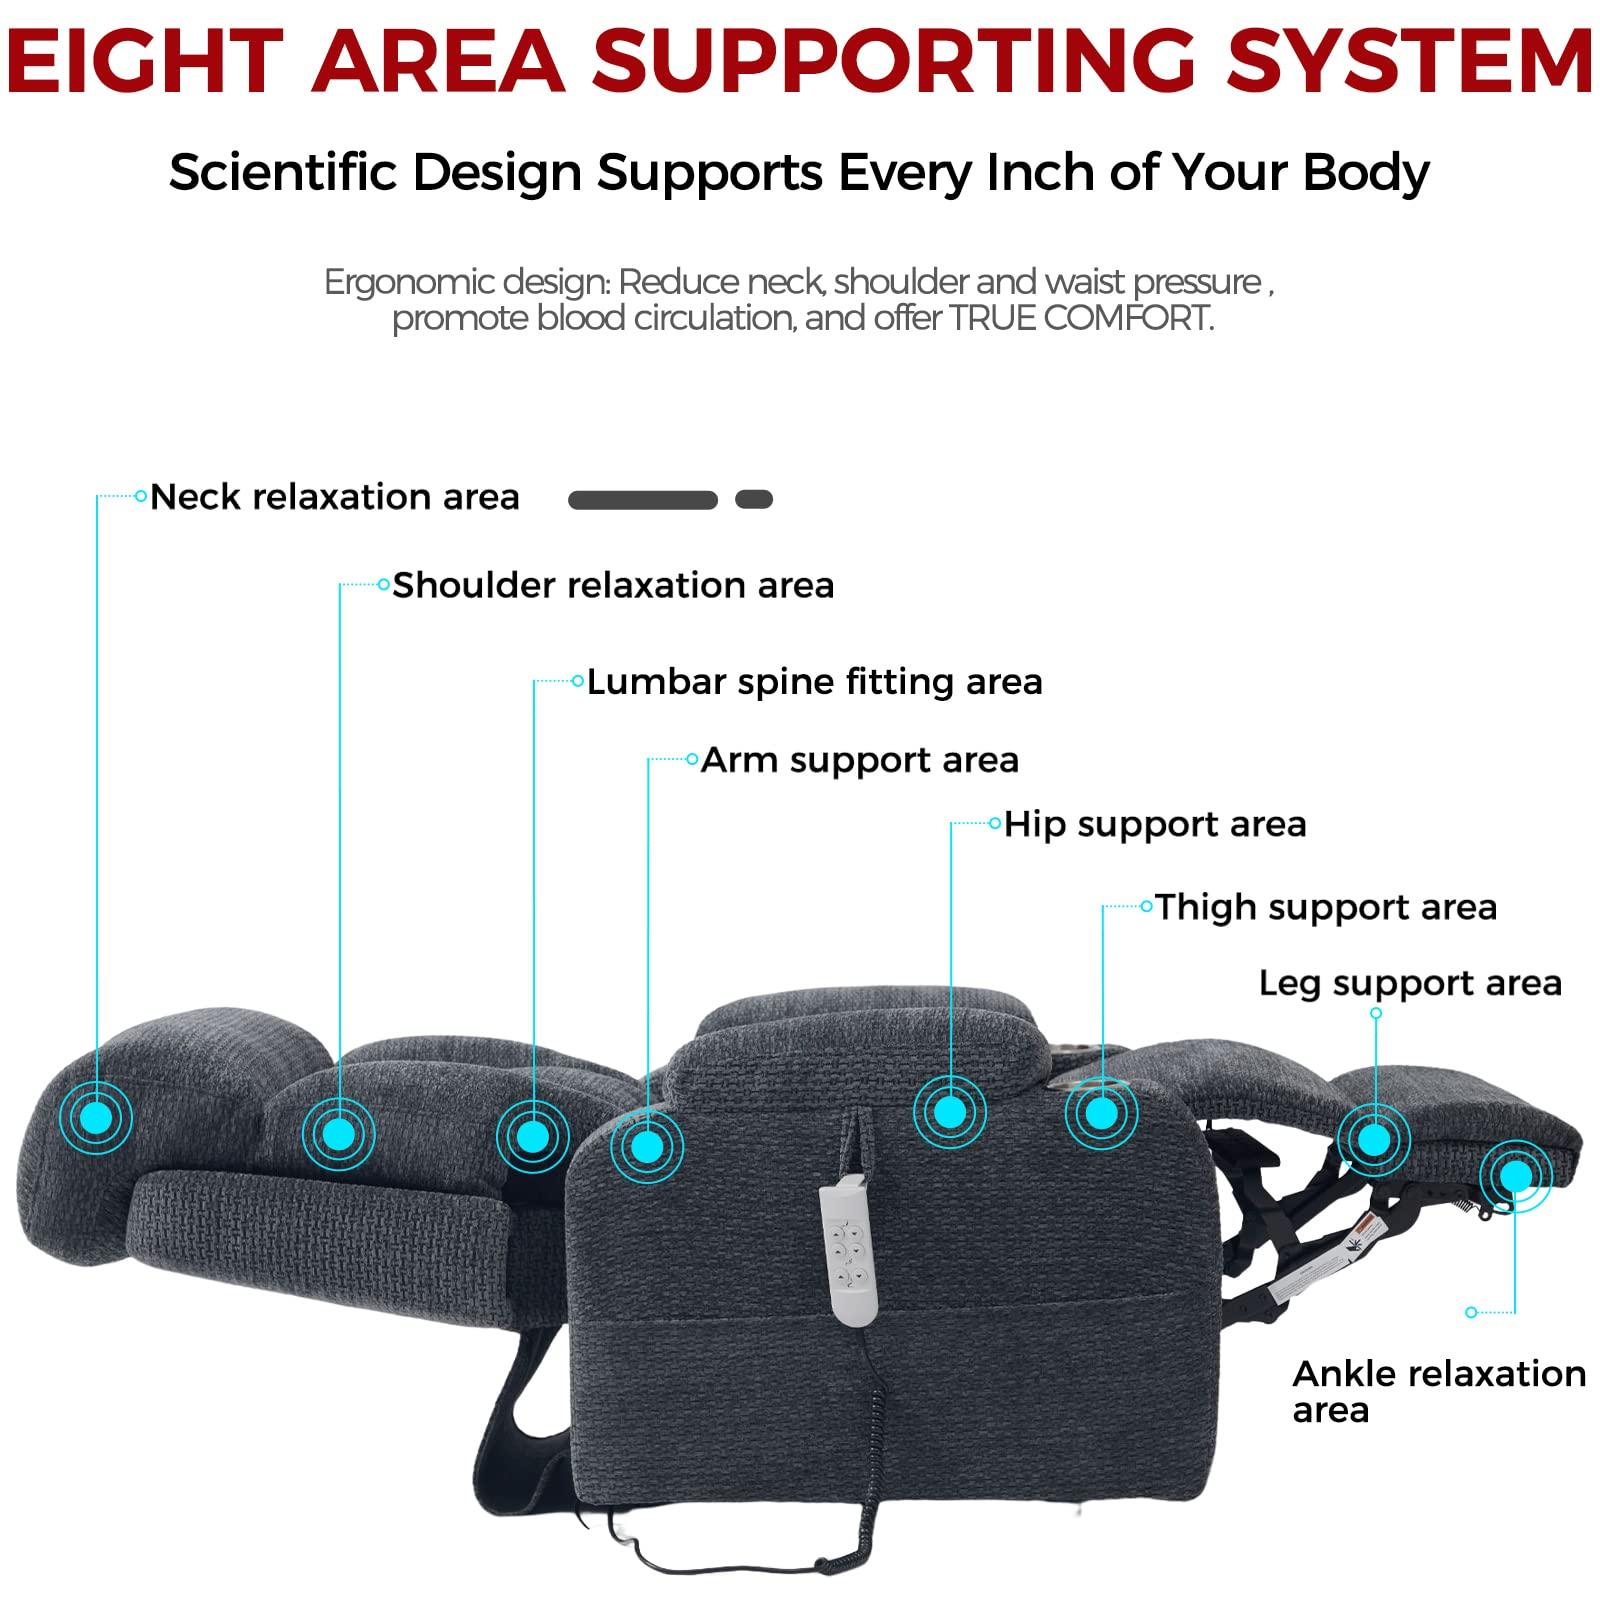 EIGHT AREA SUPPORTING SYSTEM
Scientific Design Supports Every Inch of Your Body
Ergonomic design: Reduce neck, shoulder and waist pressure ,
promote blood circulation, and offer TRUE COMFORT.
Neck relaxation area
Shoulder relaxation area
Lumbar spine fitting area
Arm support area
Hip support area
Thigh support area
Leg support area
Ankle relaxation
area